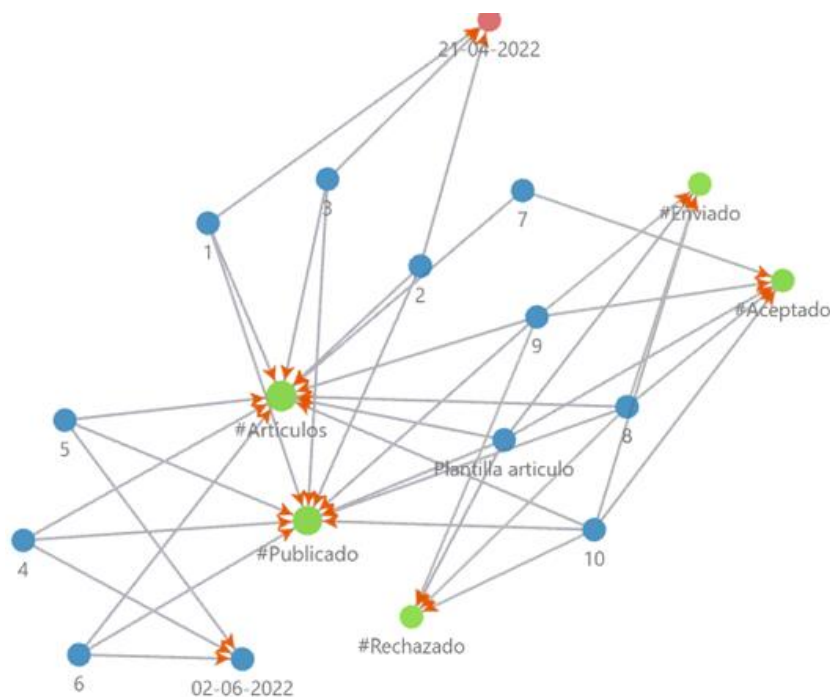 21-04-2022
3
7
#Enviado
1
2
#Aceptado
9
#Artículos
8
5
Plantilla articulo
#Publicado
10
4
#Rechazado
6
02-06-2022